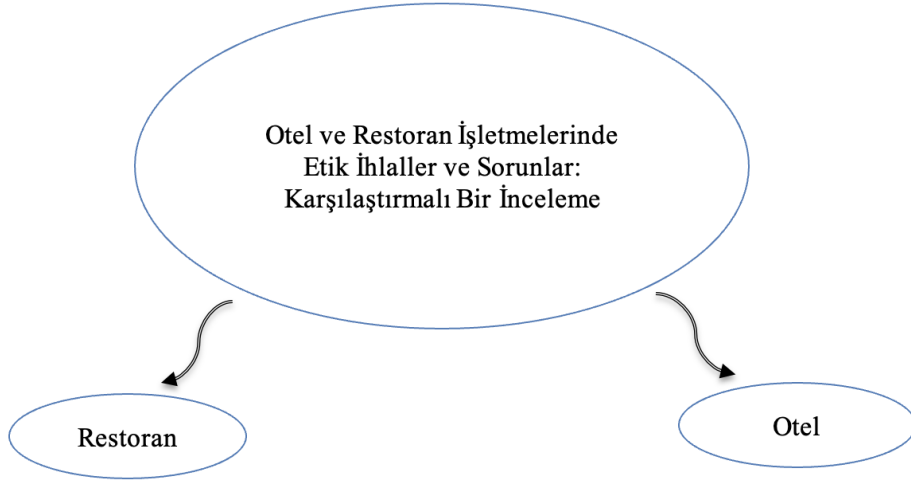 Otel ve Restoran İşletmelerinde
Etik İhlaller ve Sorunlar:
Karşılaştırmalı Bir İnceleme
Restoran
Otel